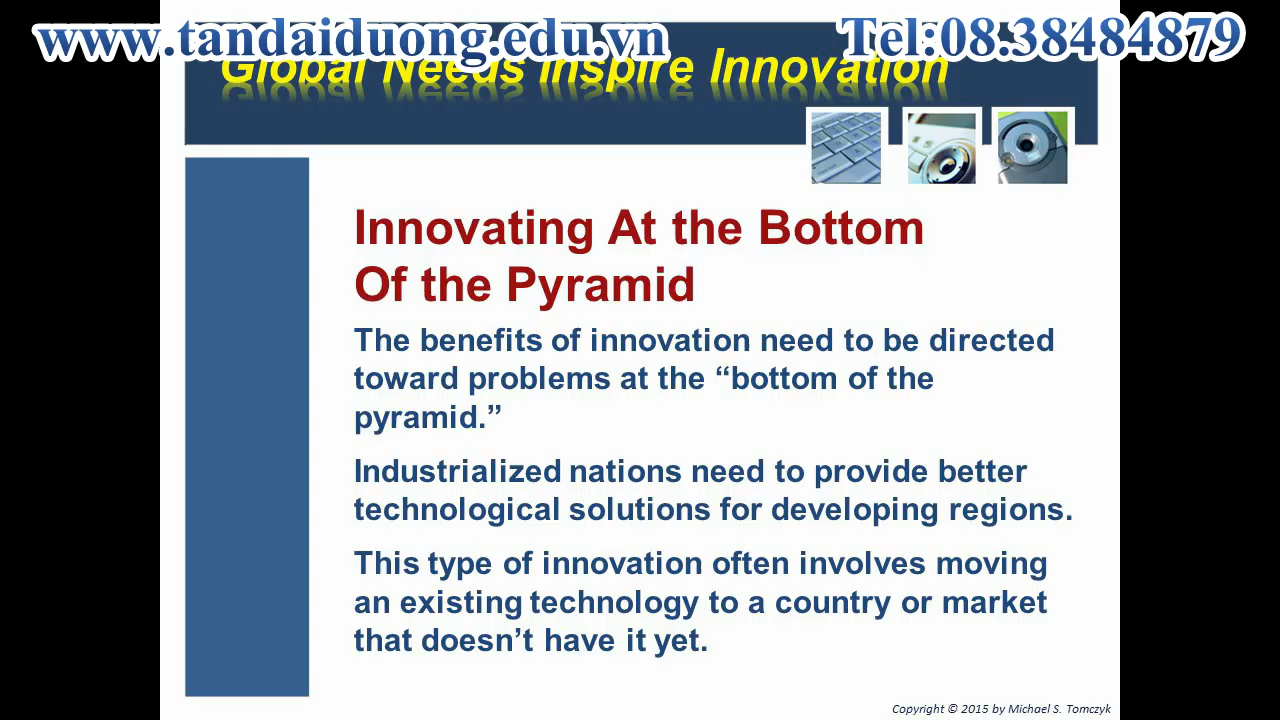 www.tandaiduong.edu.vn
Tel:08.38484879
Global Needs Inspire Innovation
Innovating At the Bottom
Of the Pyramid
The benefits of innovation need to be directed
toward problems at the “bottom of the
pyramid.”
Industrialized nations need to provide better
technological solutions for developing regions.
This type of innovation often involves moving
an existing technology to a country or market
that doesn’t have it yet.
Copyright © 2015 by Michael S. Tomczyk